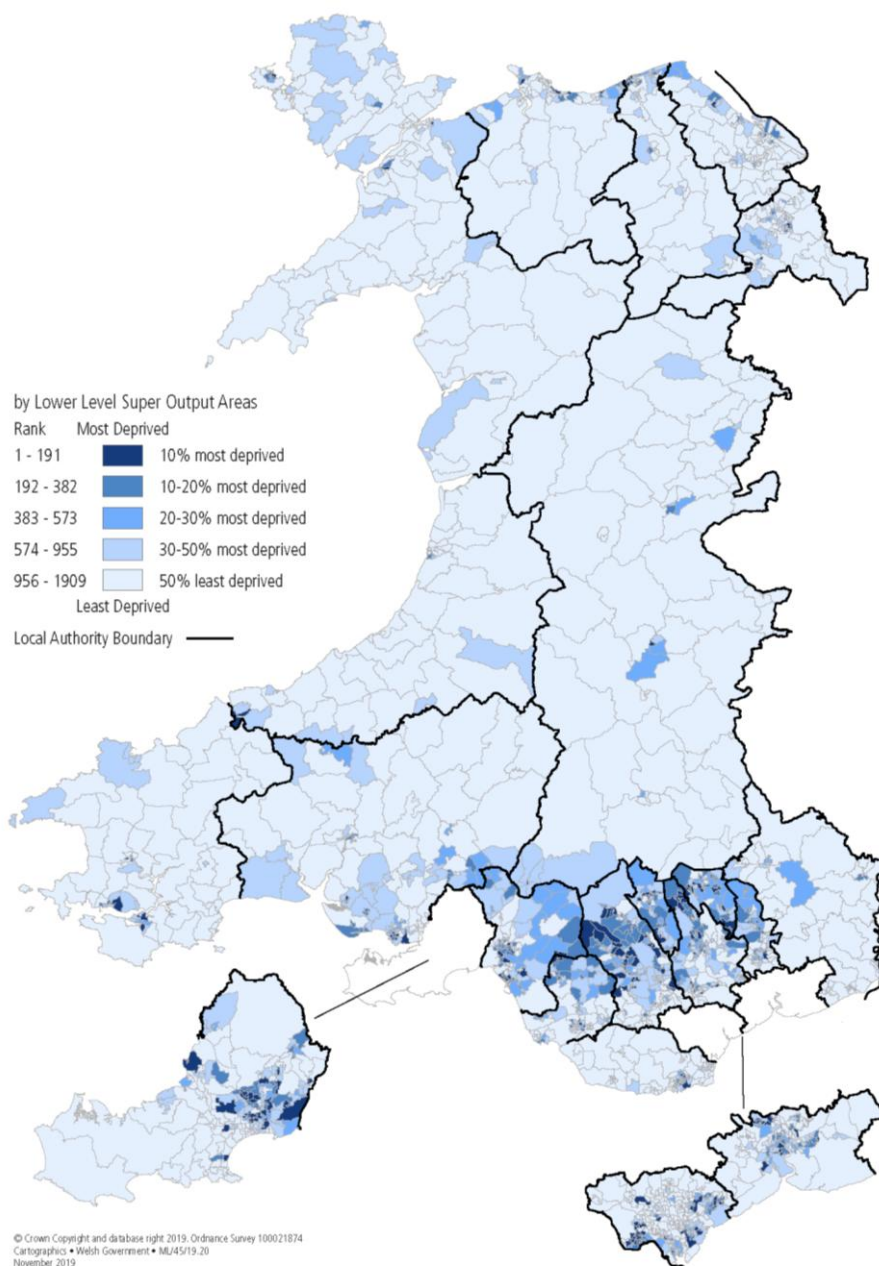 by Lower Level Super Output Areas
Rank Most Deprived
1 - 191 10% most deprived
192 - 382 10-20% most deprived
383 - 573 20-30% most deprived
574 - 955 30-50% most deprived
956 - 1909 50% least deprived
Least Deprived
Local Authority Boundary
© Crown Copyright and database right 2019. Ordnance Survey 100021874
Cartographics • Welsh Government • ML/45/19.20
November 2019